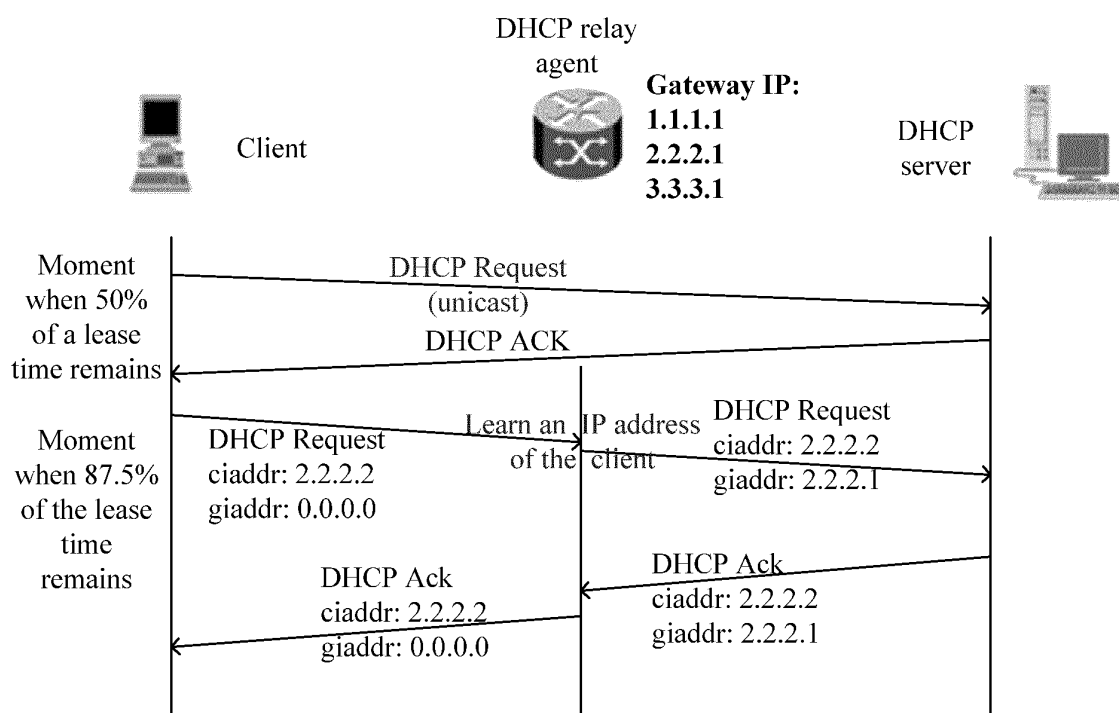 DHCP relay
agent
Gateway IP:
1.1.1.1
2.2.2.1
3.3.3.1
Client
DHCP
server
Moment
when 50%
of a lease
time remains
DHCP Request
(unicast)
DHCP ACK
Moment
when 87.5%
of the lease
time
remains
DHCP Request
ciaddr: 2.2.2.2
giaddr: 0.0.0.0
Learn an IP address
of the client
DHCP Request
ciaddr: 2.2.2.2
giaddr: 2.2.2.1
DHCP Ack
ciaddr: 2.2.2.2
giaddr: 2.2.2.1
DHCP Ack
ciaddr: 2.2.2.2
giaddr: 0.0.0.0